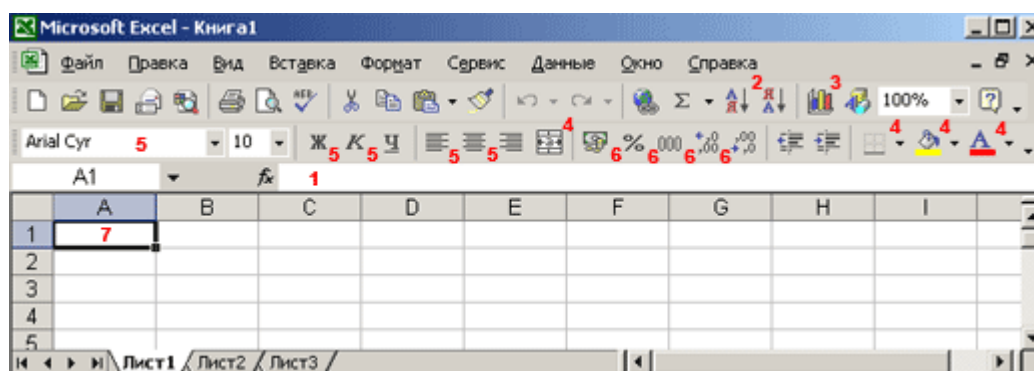 Microsoft Excel - Книга1
Файл Правка Вид Вставка Формат Сервис Данные Окно Справка
Σ А Я 2 Я А 3 100% ?
Arial Cyr 5 10 Ж 5 К 5 Ч 5 5 4 6 % 6 000 6 ,00 6 ,0 4 4 А 4
A1 fx 1
A B C D E F G H I
1 7
2
3
4
5
Лист1 Лист2 Лист3